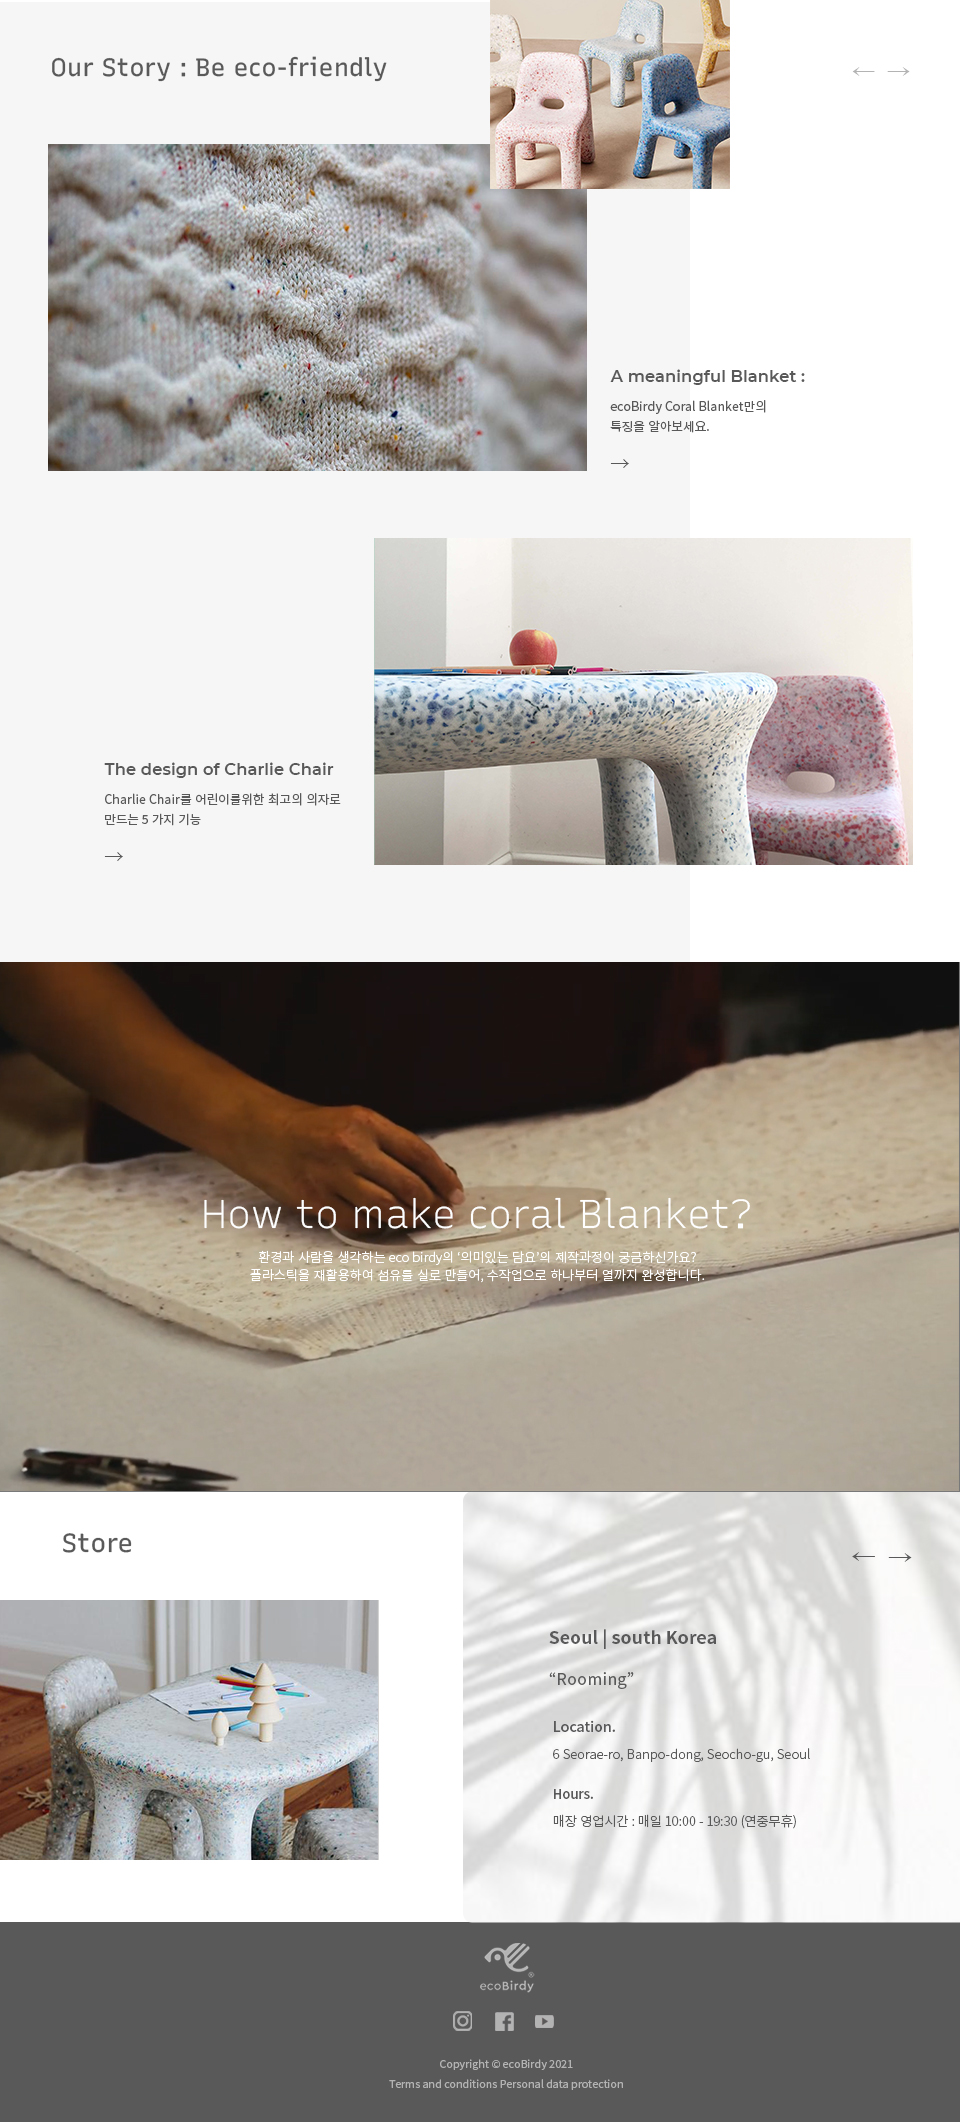 Our Story : Be eco-friendly
A meaningful Blanket :
ecoBirdy Coral Blanket만의
특징을 알아보세요.
The design of Charlie Chair
Charlie Chair를 어린이를위한 최고의 의자로
만드는 5 가지 기능
How to make coral Blanket?
환경과 사람을 생각하는 eco birdy의 ‘의미있는 담요’의 제작과정이 궁금하신가요?
플라스틱을 재활용하여 섬유를 실로 만들어, 수작업으로 하나부터 열까지 완성합니다.
Store
Seoul | south Korea
“Rooming”
Location.
6 Seorae-ro, Banpo-dong, Seocho-gu, Seoul
Hours.
매장 영업시간 : 매일 10:00 - 19:30 (연중무휴)
ecoBirdy
Copyright © ecoBirdy 2021
Terms and conditions Personal data protection